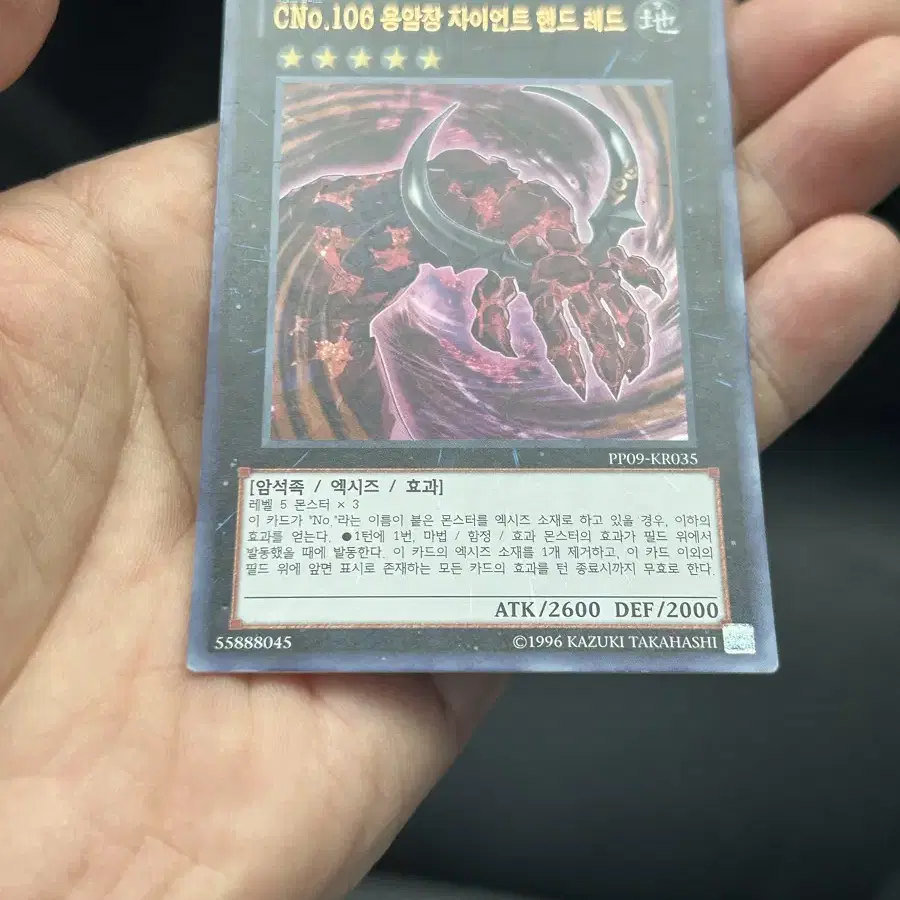 CNo.106 용암장 자이언트 핸드 레드
地
PP09-KR035
[암석족 / 엑시즈 / 효과]
레벨 5 몬스터 × 3
이 카드가 "No."라는 이름이 붙은 몬스터를 엑시즈 소재로 하고 있을 경우, 이하의
효과를 얻는다. ●1턴에 1번, 마법 / 함정 / 효과 몬스터의 효과가 필드 위에서
발동했을 때에 발동한다. 이 카드의 엑시즈 소재를 1개 제거하고, 이 카드 이외의
필드 위에 앞면 표시로 존재하는 모든 카드의 효과를 턴 종료시까지 무효로 한다.
ATK/2600 DEF/2000
55888045
©1996 KAZUKI TAKAHASHI